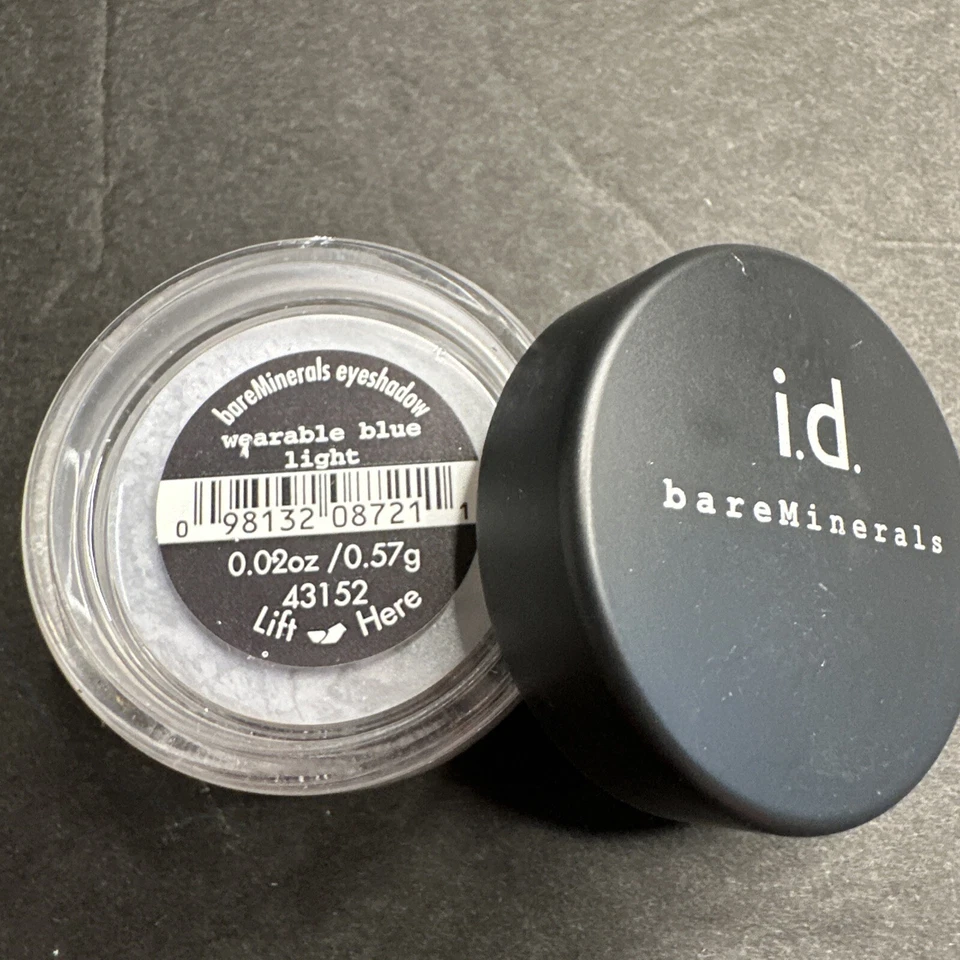 bareMinerals eyeshadow
wearable blue
light
0 98132 08721 1
0.02oz /0.57g
43152
Lift Here
i.d.
bareMinerals